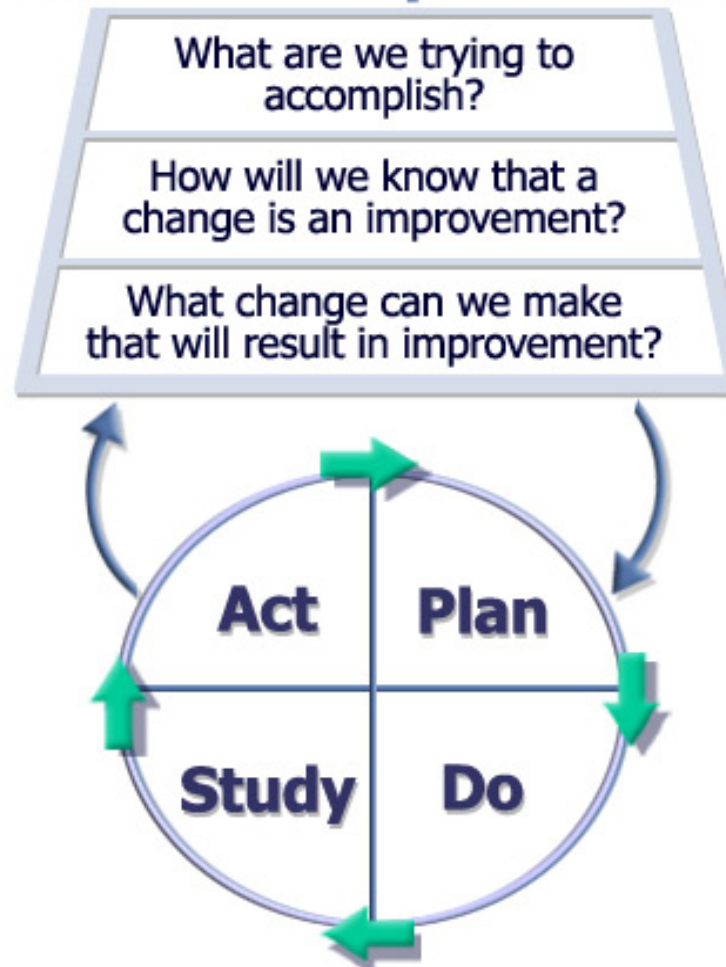 What are we trying to
accomplish?
How will we know that a
change is an improvement?
What change can we make
that will result in improvement?
Act
Plan
Study
Do